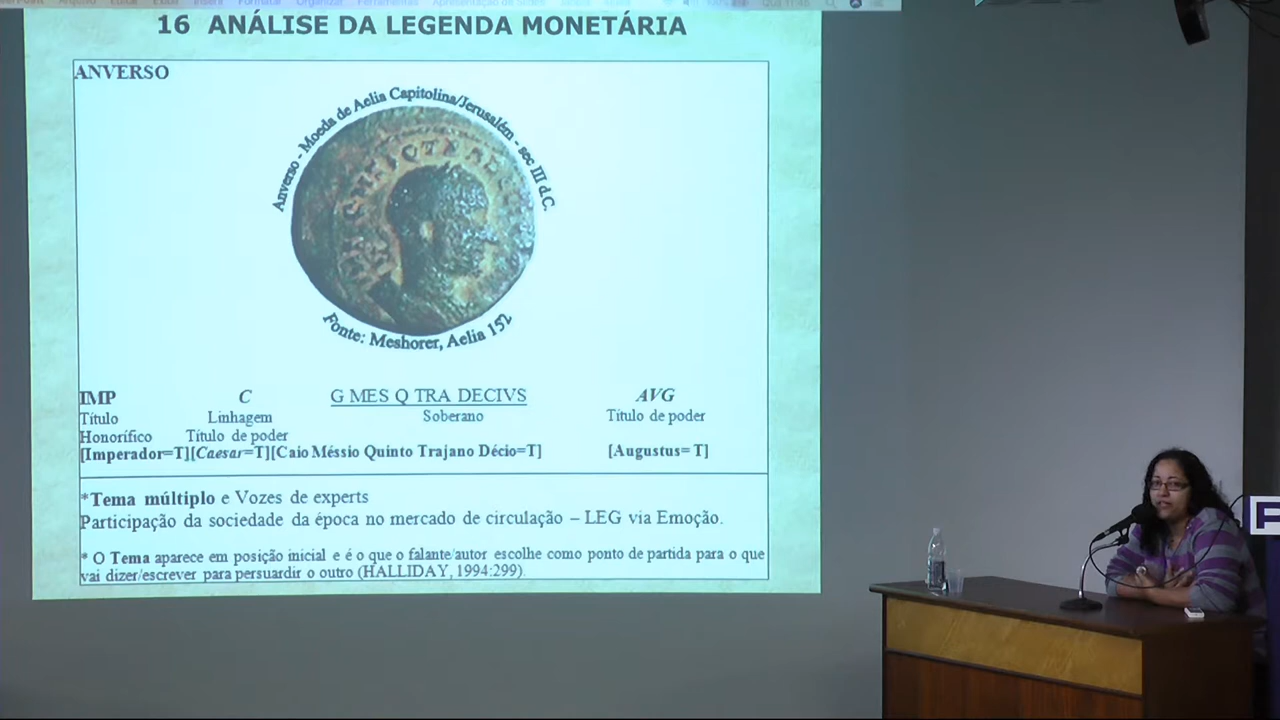 16 ANÁLISE DA LEGENDA MONETÁRIA
ANVERSO
Anverso - Moeda de Aelia Capitolina/Jerusalém - sec III d.C.
Fonte: Meshorer, Aelia 152
IMP C G MES Q TRA DECIVS AVG
Título Linhagem Soberano Título de poder
Honorífico Título de poder
[Imperador=T][Caesar=T][Caio Méssio Quinto Trajano Décio=T] [Augustus= T]
*Tema múltiplo e Vozes de experts
Participação da sociedade da época no mercado de circulação – LEG via Emoção.
* O Tema aparece em posição inicial e é o que o falante/autor escolhe como ponto de partida para o que
vai dizer/escrever para persuardir o outro (HALLIDAY, 1994:299).